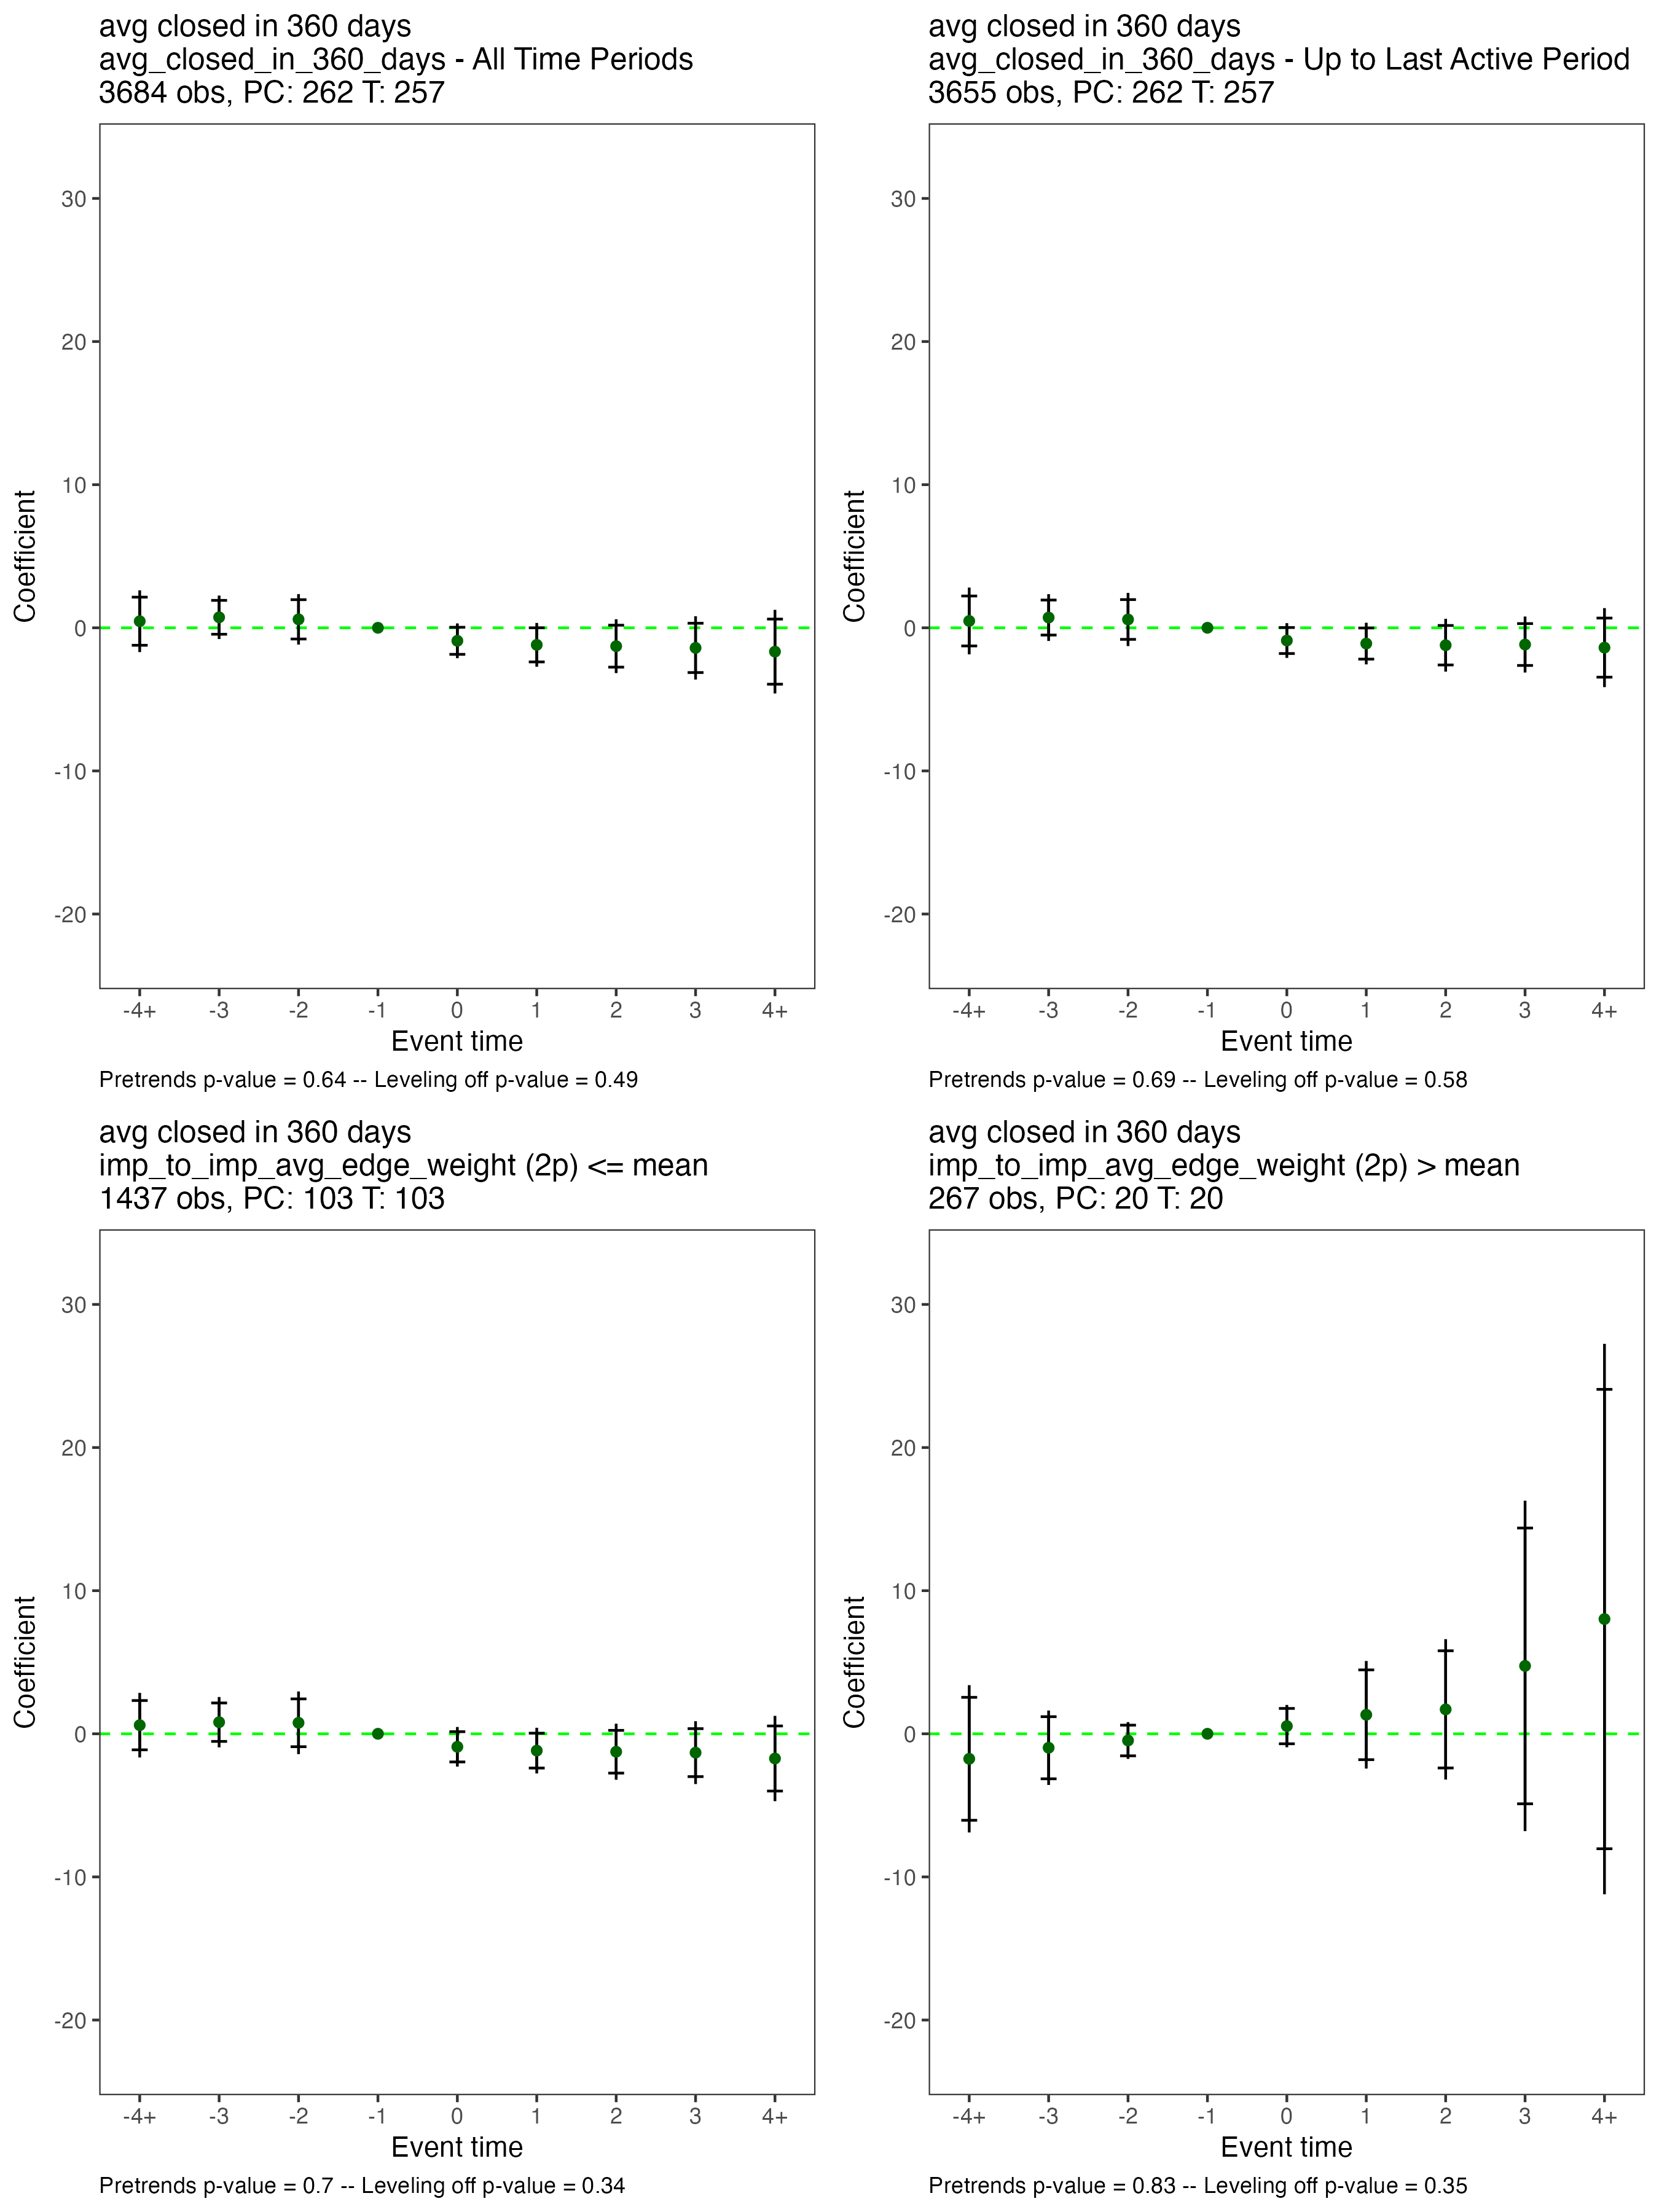 avg closed in 360 days
avg_closed_in_360_days - All Time Periods
3684 obs, PC: 262 T: 257
Coefficient
30
20
10
0
-10
-20
-4+ -3 -2 -1 0 1 2 3 4+
Event time
Pretrends p-value = 0.64 -- Leveling off p-value = 0.49
avg closed in 360 days
avg_closed_in_360_days - Up to Last Active Period
3655 obs, PC: 262 T: 257
Coefficient
30
20
10
0
-10
-20
-4+ -3 -2 -1 0 1 2 3 4+
Event time
Pretrends p-value = 0.69 -- Leveling off p-value = 0.58
avg closed in 360 days
imp_to_imp_avg_edge_weight (2p) <= mean
1437 obs, PC: 103 T: 103
Coefficient
30
20
10
0
-10
-20
-4+ -3 -2 -1 0 1 2 3 4+
Event time
Pretrends p-value = 0.7 -- Leveling off p-value = 0.34
avg closed in 360 days
imp_to_imp_avg_edge_weight (2p) > mean
267 obs, PC: 20 T: 20
Coefficient
30
20
10
0
-10
-20
-4+ -3 -2 -1 0 1 2 3 4+
Event time
Pretrends p-value = 0.83 -- Leveling off p-value = 0.35